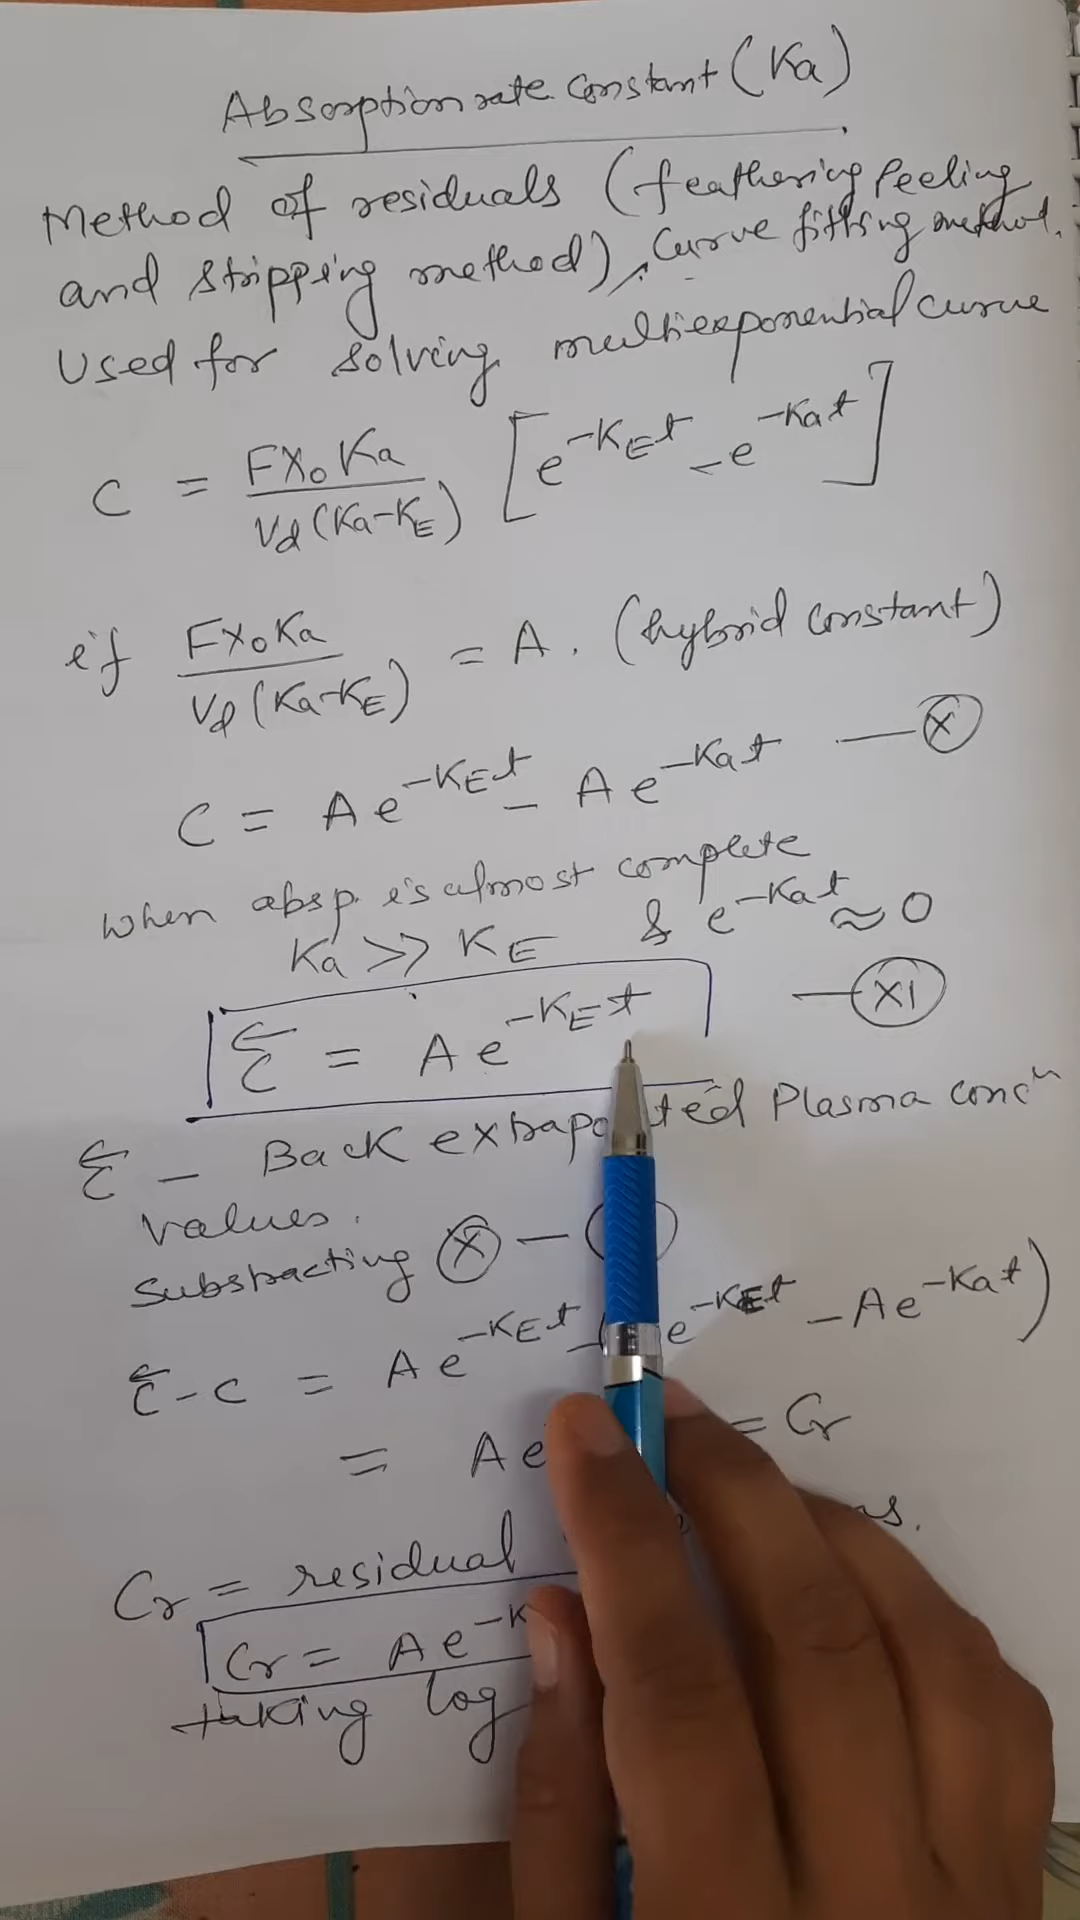 Absorption rate constant (Ka)
Method of residuals (feathering peeling
and stripping method), Curve fitting method.
Used for solving multiexponential curve
C = FX₀Ka / Vd(Ka-KE) [e^-KEt - e^-Kat]
if FX₀Ka / Vd(Ka-KE) = A. (hybrid constant)
C = Ae^-KEt - Ae^-Kat — X
when absp. is almost complete
Ka >> KE & e^-Kat ≈ 0
C⃖ = Ae^-KEt — XI
C⃖ - Back ted Plasma concⁿ
values.
Substracting X —
C⃖ - C = Ae^-KEt - ( e^-KEt - Ae^-Kat)
= Ae = Cr
Cr = residual
Cr = Ae^-K
taking log